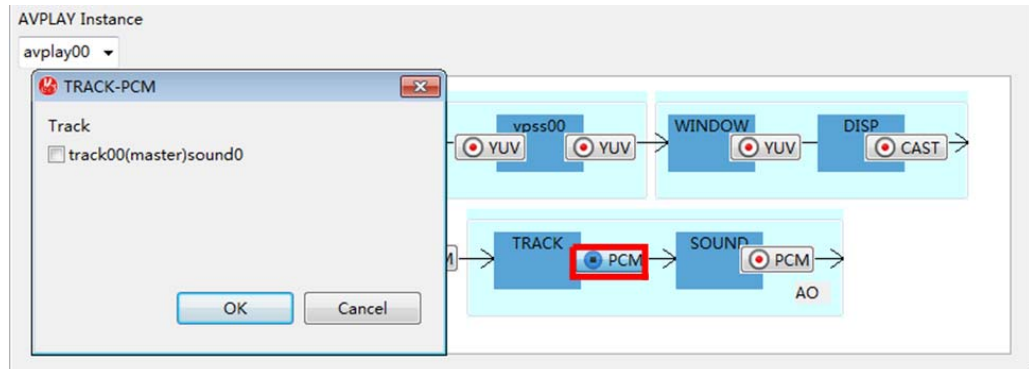 AVPLAY Instance
avplay00
TRACK-PCM
Track
track00(master)sound0
OK
Cancel
vpss00
YUV
YUV
WINDOW
YUV
DISP
CAST
TRACK
PCM
SOUND
PCM
AO